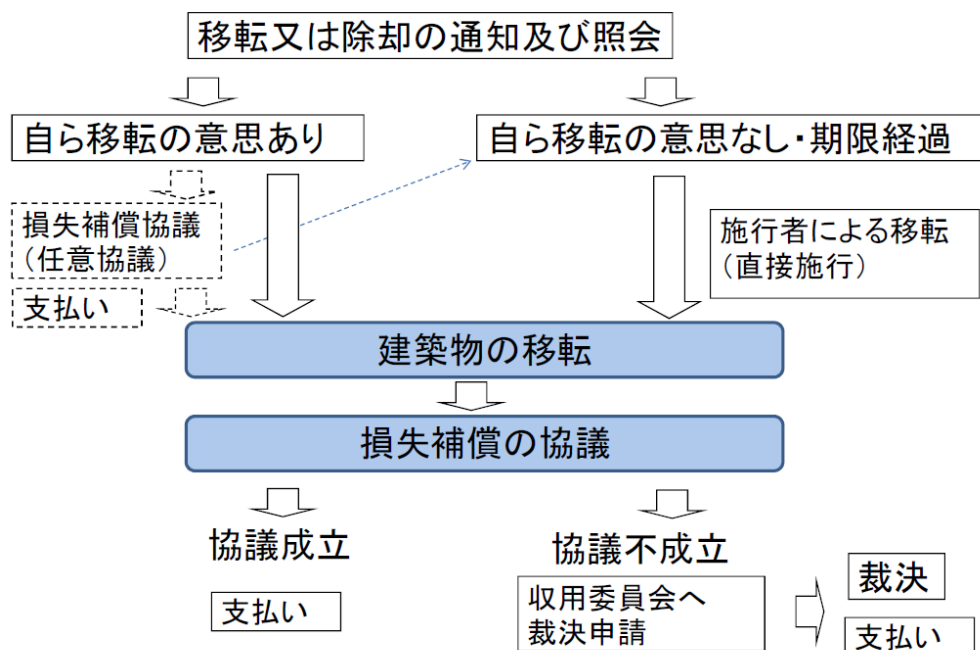 移転又は除却の通知及び照会
自ら移転の意思あり
自ら移転の意思なし・期限経過
損失補償協議
（任意協議）
支払い
施行者による移転
（直接施行）
建築物の移転
損失補償の協議
協議成立
支払い
協議不成立
収用委員会へ
裁決申請
裁決
支払い